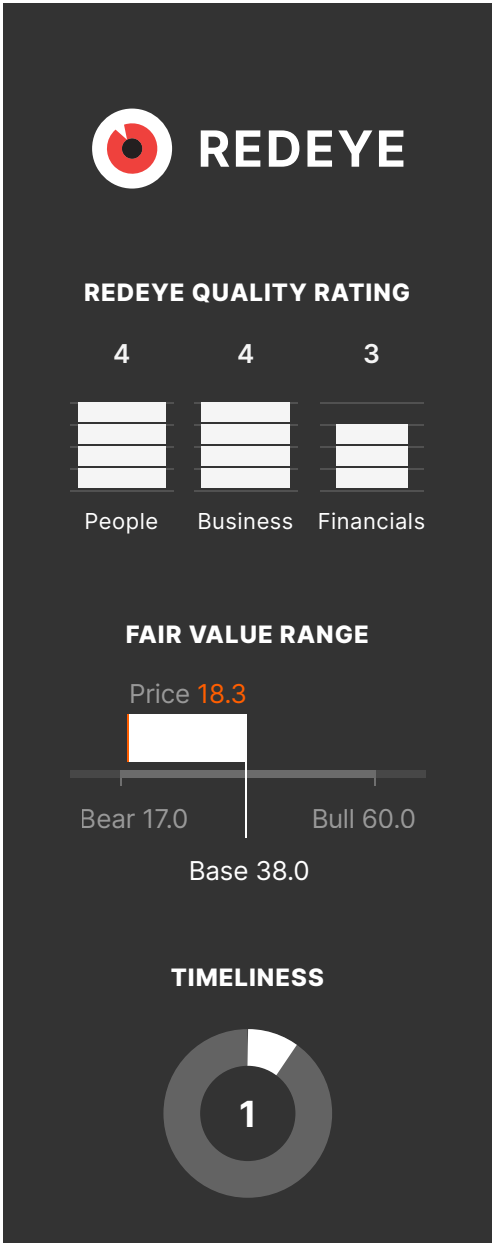 REDEYE
REDEYE QUALITY RATING
4 4 3
People Business Financials
FAIR VALUE RANGE
Price 18.3
Bear 17.0 Bull 60.0
Base 38.0
TIMELINESS
1